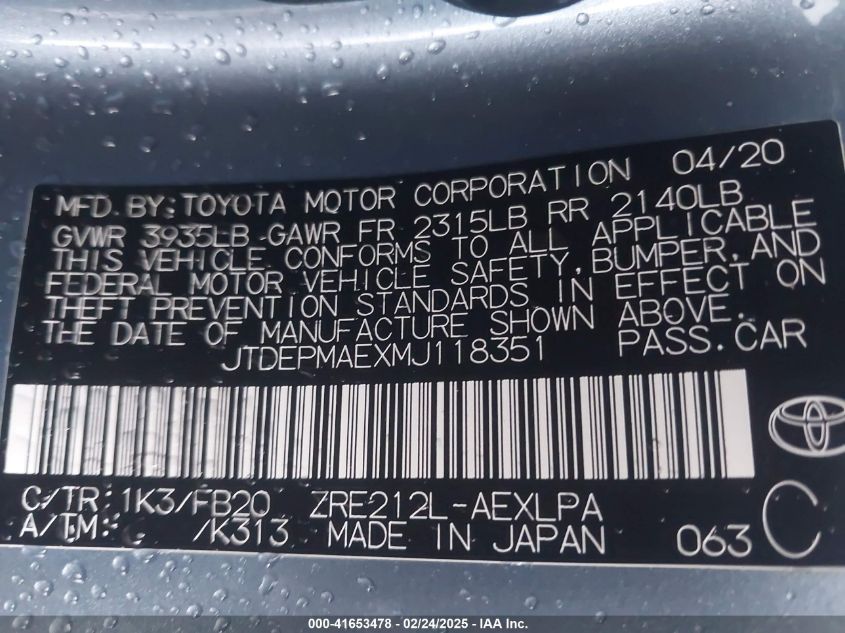 MFD. BY: TOYOTA MOTOR CORPORATION 04/20
GVWR 3935LB GAWR FR 2315LB RR 2140LB
THIS VEHICLE CONFORMS TO ALL APPLICABLE
FEDERAL MOTOR VEHICLE SAFETY, BUMPER, AND
THEFT PREVENTION STANDARDS IN EFFECT ON
THE DATE OF MANUFACTURE SHOWN ABOVE.
JTDEPMAEXMJ118351 PASS. CAR
C/TR: 1K3/FB20 ZRE212L-AEXLPA C
A/TM: /K313 MADE IN JAPAN 063
000-41653478 - 02/24/2025 - IAA Inc.